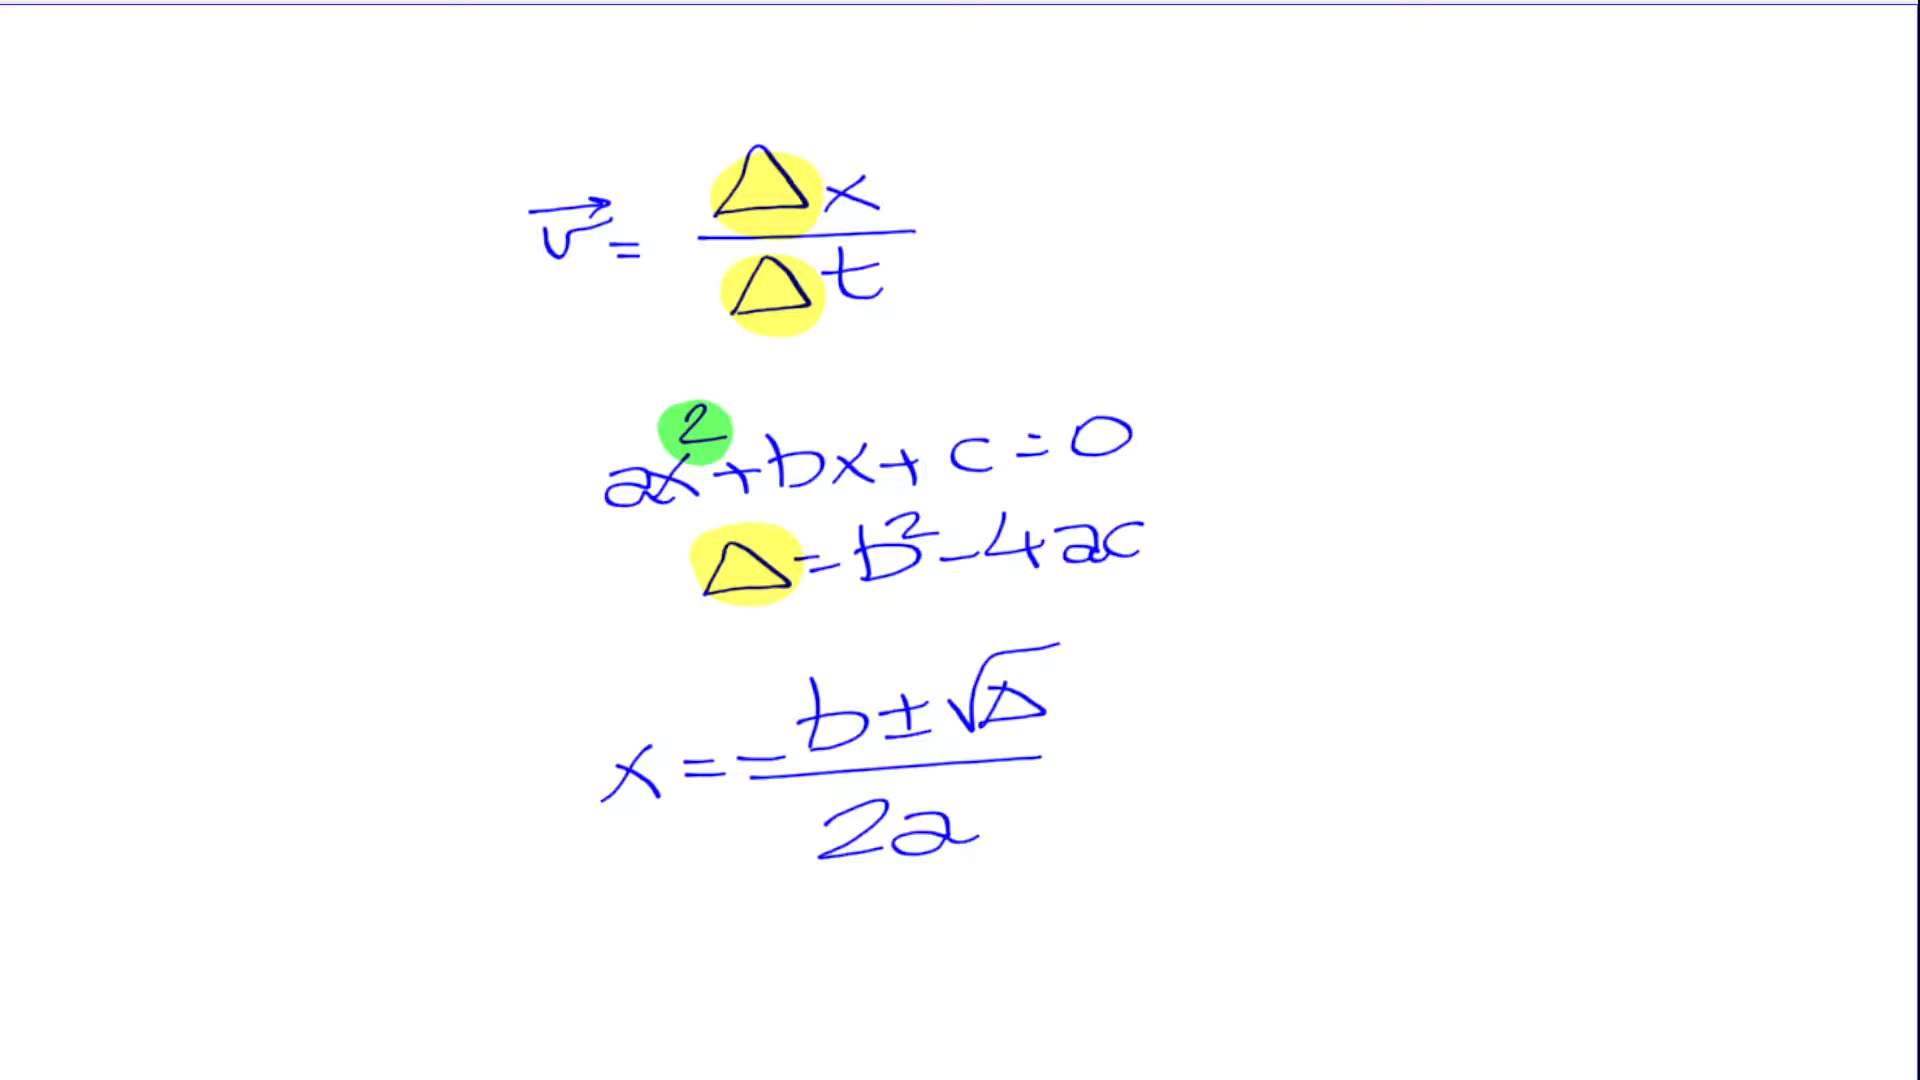 v⃗ = Δx / Δt
ax² + bx + c = 0
Δ = b² - 4ac
x = -b ± √Δ / 2a